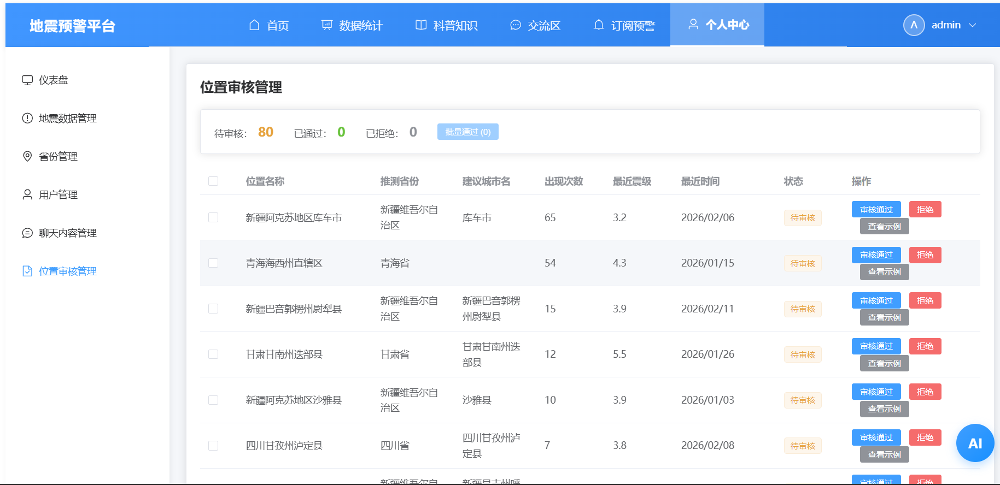 地震预警平台
首页
数据统计
科普知识
交流区
订阅预警
个人中心
A
admin
仪表盘
地震数据管理
省份管理
用户管理
聊天内容管理
位置审核管理
位置审核管理
待审核： 80 已通过： 0 已拒绝： 0 批量通过 (0)
位置名称 推测省份 建议城市名 出现次数 最近震级 最近时间 状态 操作
新疆阿克苏地区库车市
新疆维吾尔自
治区
库车市
65
3.2
2026/02/06
待审核
审核通过
拒绝
查看示例
青海海西州直辖区
青海省
54
4.3
2026/01/15
待审核
审核通过
拒绝
查看示例
新疆巴音郭楞州尉犁县
新疆维吾尔自
治区
新疆巴音郭楞
州尉犁县
15
3.9
2026/02/11
待审核
审核通过
拒绝
查看示例
甘肃甘南州迭部县
甘肃省
甘肃甘南州迭
部县
12
5.5
2026/01/26
待审核
审核通过
拒绝
查看示例
新疆阿克苏地区沙雅县
新疆维吾尔自
治区
沙雅县
10
3.9
2026/01/03
待审核
审核通过
拒绝
查看示例
四川甘孜州泸定县
四川省
四川甘孜州泸
定县
7
3.8
2026/02/08
待审核
审核通过
拒绝
查看示例
AI
新疆维吾尔自
新疆昌吉州呼
审核通过
拒绝